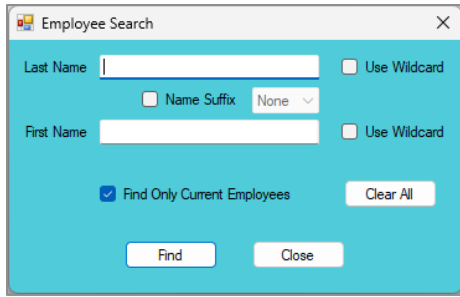 Employee Search
Last Name Use Wildcard
Name Suffix None
First Name Use Wildcard
Find Only Current Employees Clear All
Find Close